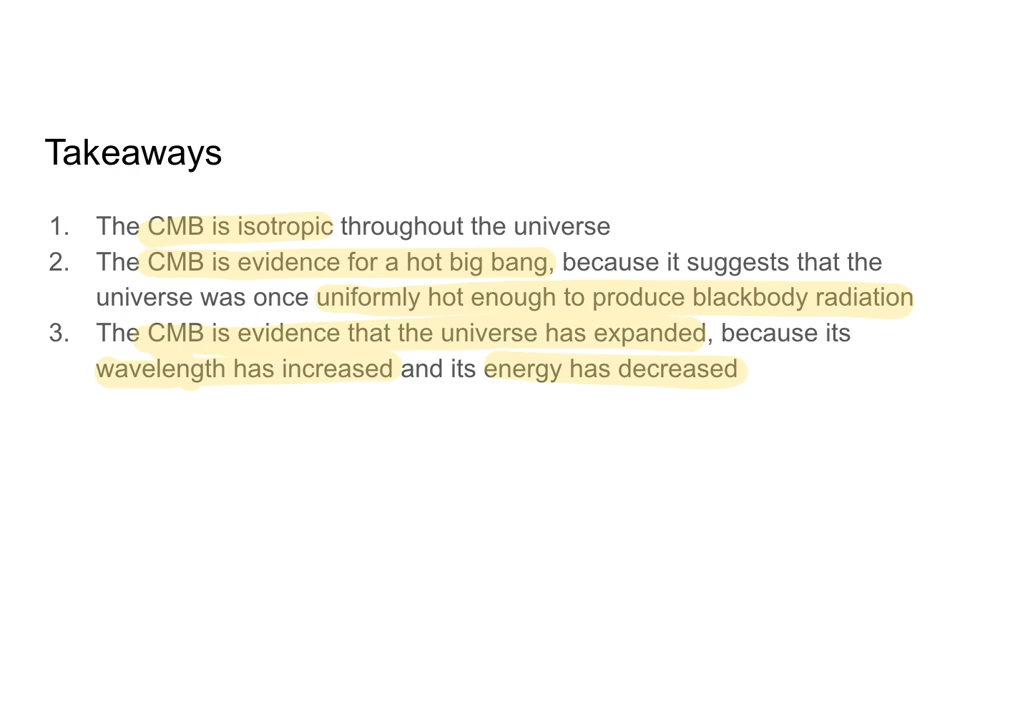 Takeaways
1. The CMB is isotropic throughout the universe
2. The CMB is evidence for a hot big bang, because it suggests that the
universe was once uniformly hot enough to produce blackbody radiation
3. The CMB is evidence that the universe has expanded, because its
wavelength has increased and its energy has decreased